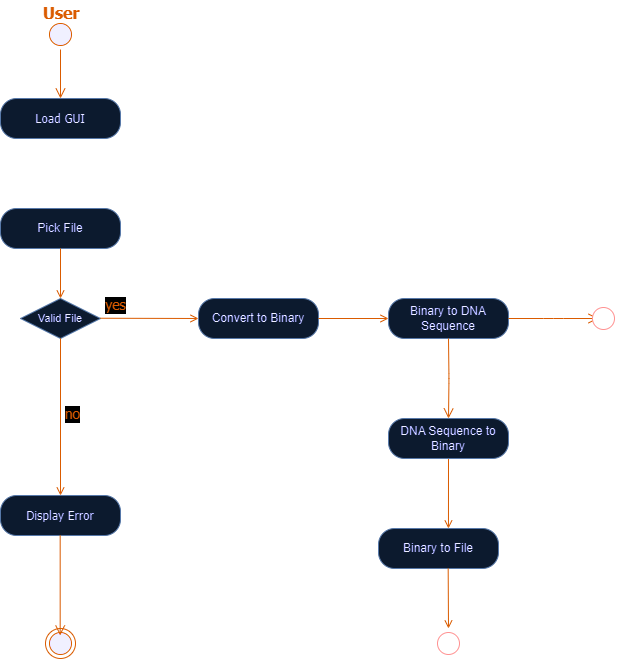 User
Load GUI
Pick File
yes
Valid File
Convert to Binary
Binary to DNA
Sequence
no
DNA Sequence to
Binary
Display Error
Binary to File